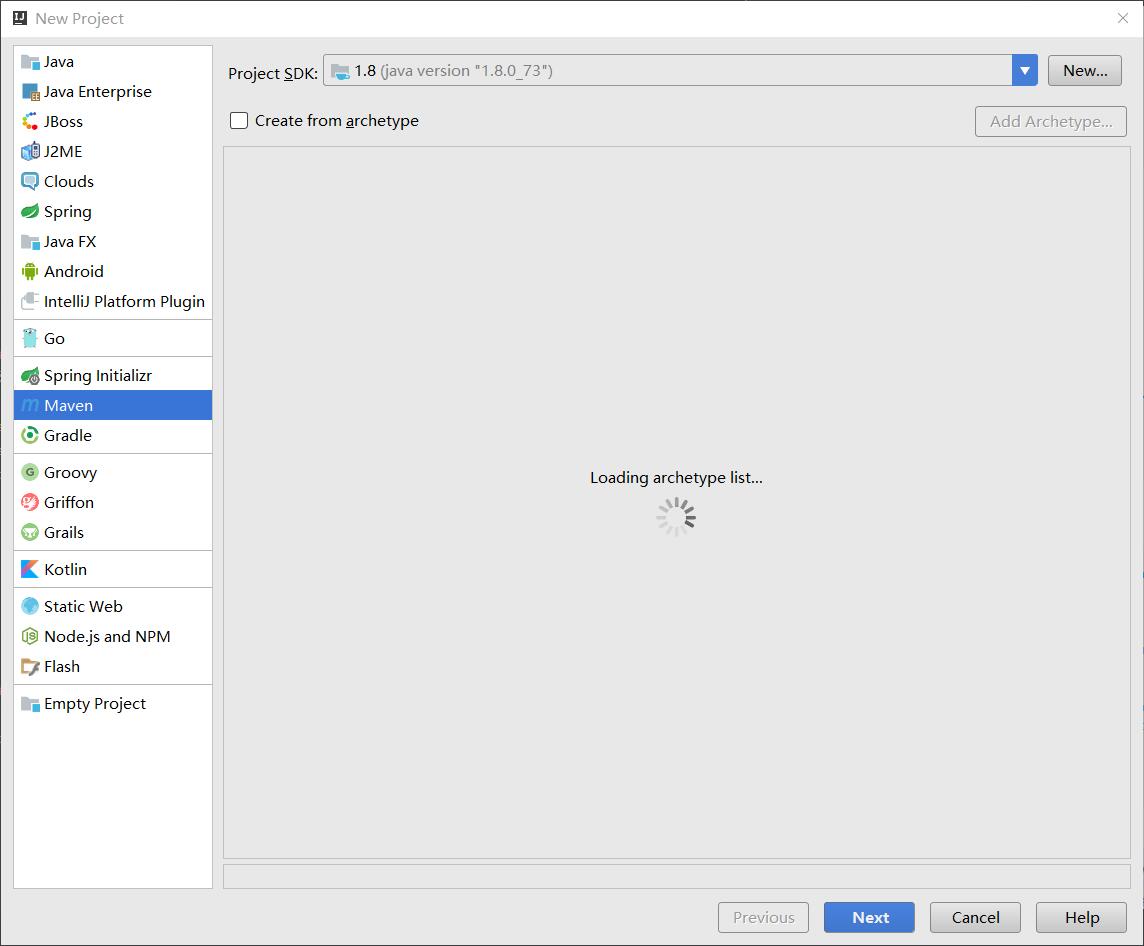 New Project
Java
Java Enterprise
JBoss
J2ME
Clouds
Spring
Java FX
Android
IntelliJ Platform Plugin
Go
Spring Initializr
Maven
Gradle
Groovy
Griffon
Grails
Kotlin
Static Web
Node.js and NPM
Flash
Empty Project
Project SDK: 1.8 (java version "1.8.0_73") New...
Create from archetype Add Archetype...
Loading archetype list...
Previous Next Cancel Help